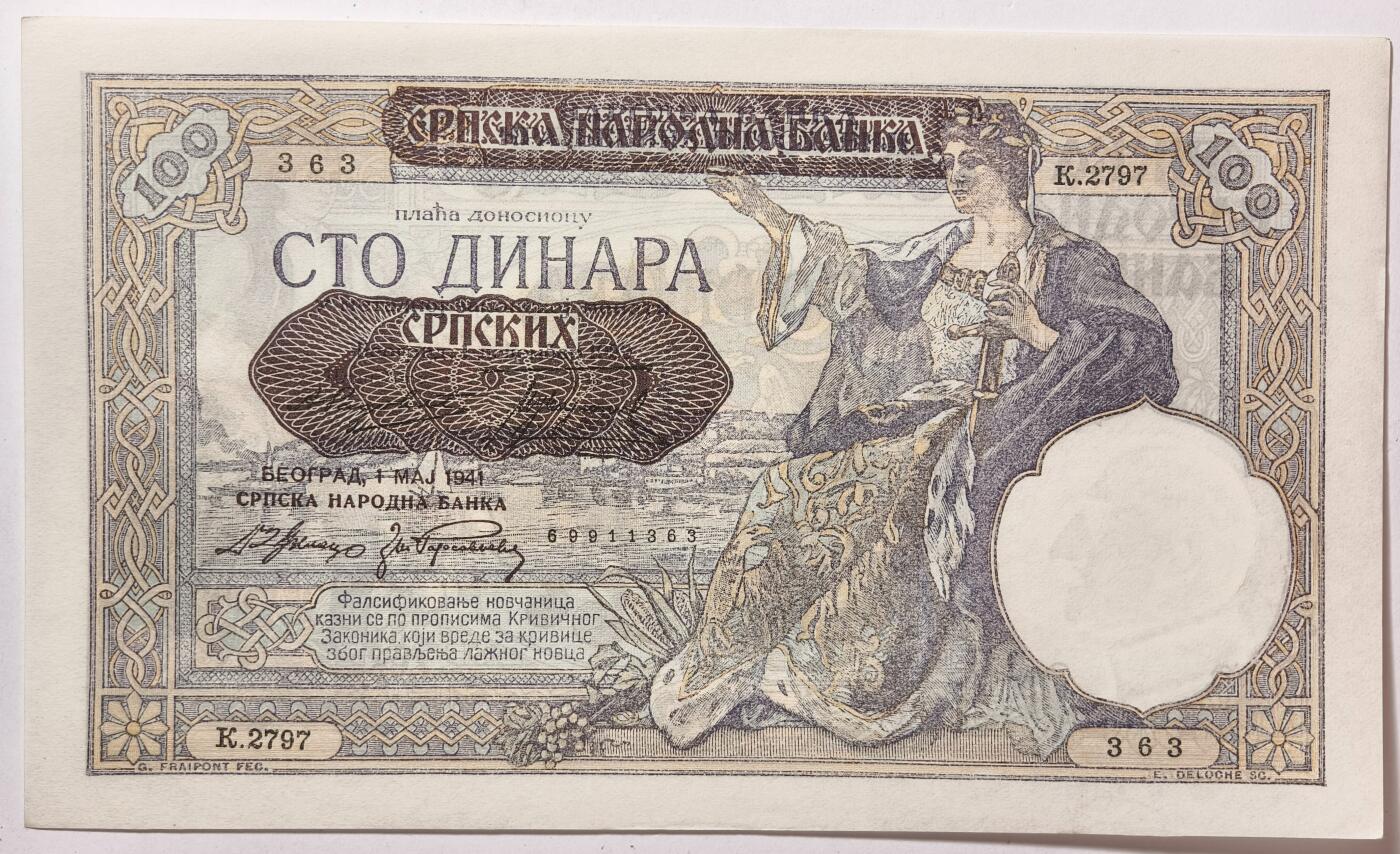 СРПСКА НАРОДНА БАНКА
100
363
К.2797
100
плаћа доносиоцу
СТО ДИНАРА
СРПСКИХ
БЕОГРАД, 1 МАЈ 1941
СРПСКА НАРОДНА БАНКА
60911363
Фалсификовање новчаница
казни се по прописима Кривичног
Законика, који вреде за кривице
због прављења лажног новца
К.2797
363
G. FRAIPONT FEC.
E. DELOCHE SC.